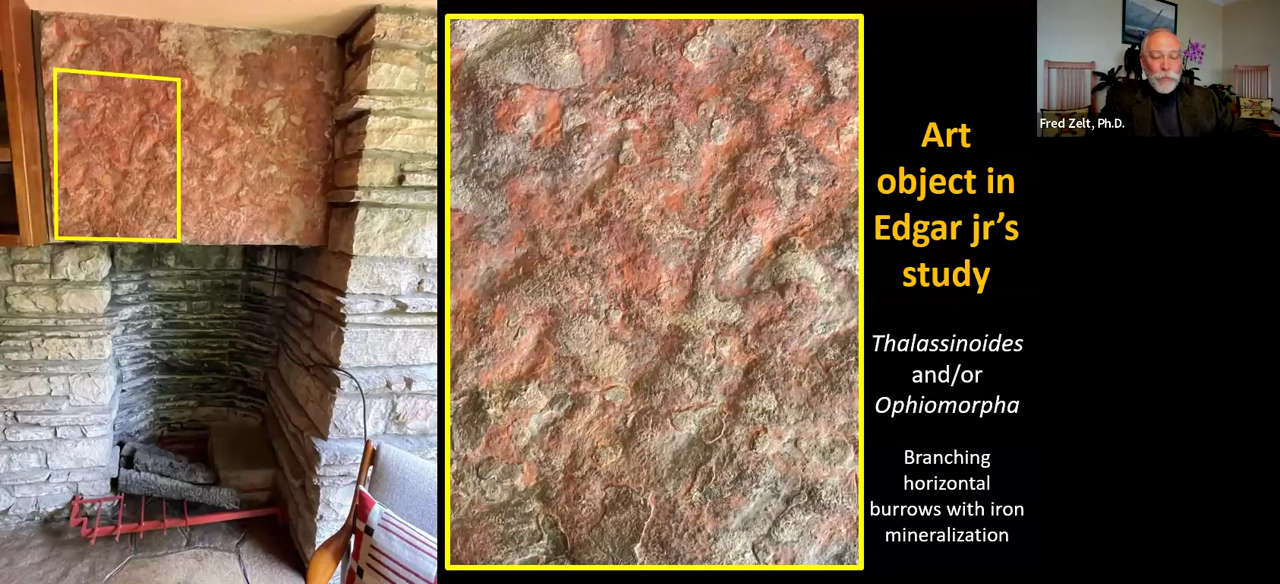 Art
object in
Edgar jr's
study
Thalassinoides
and/or
Ophiomorpha
Branching
horizontal
burrows with iron
mineralization
Fred Zelt, Ph.D.